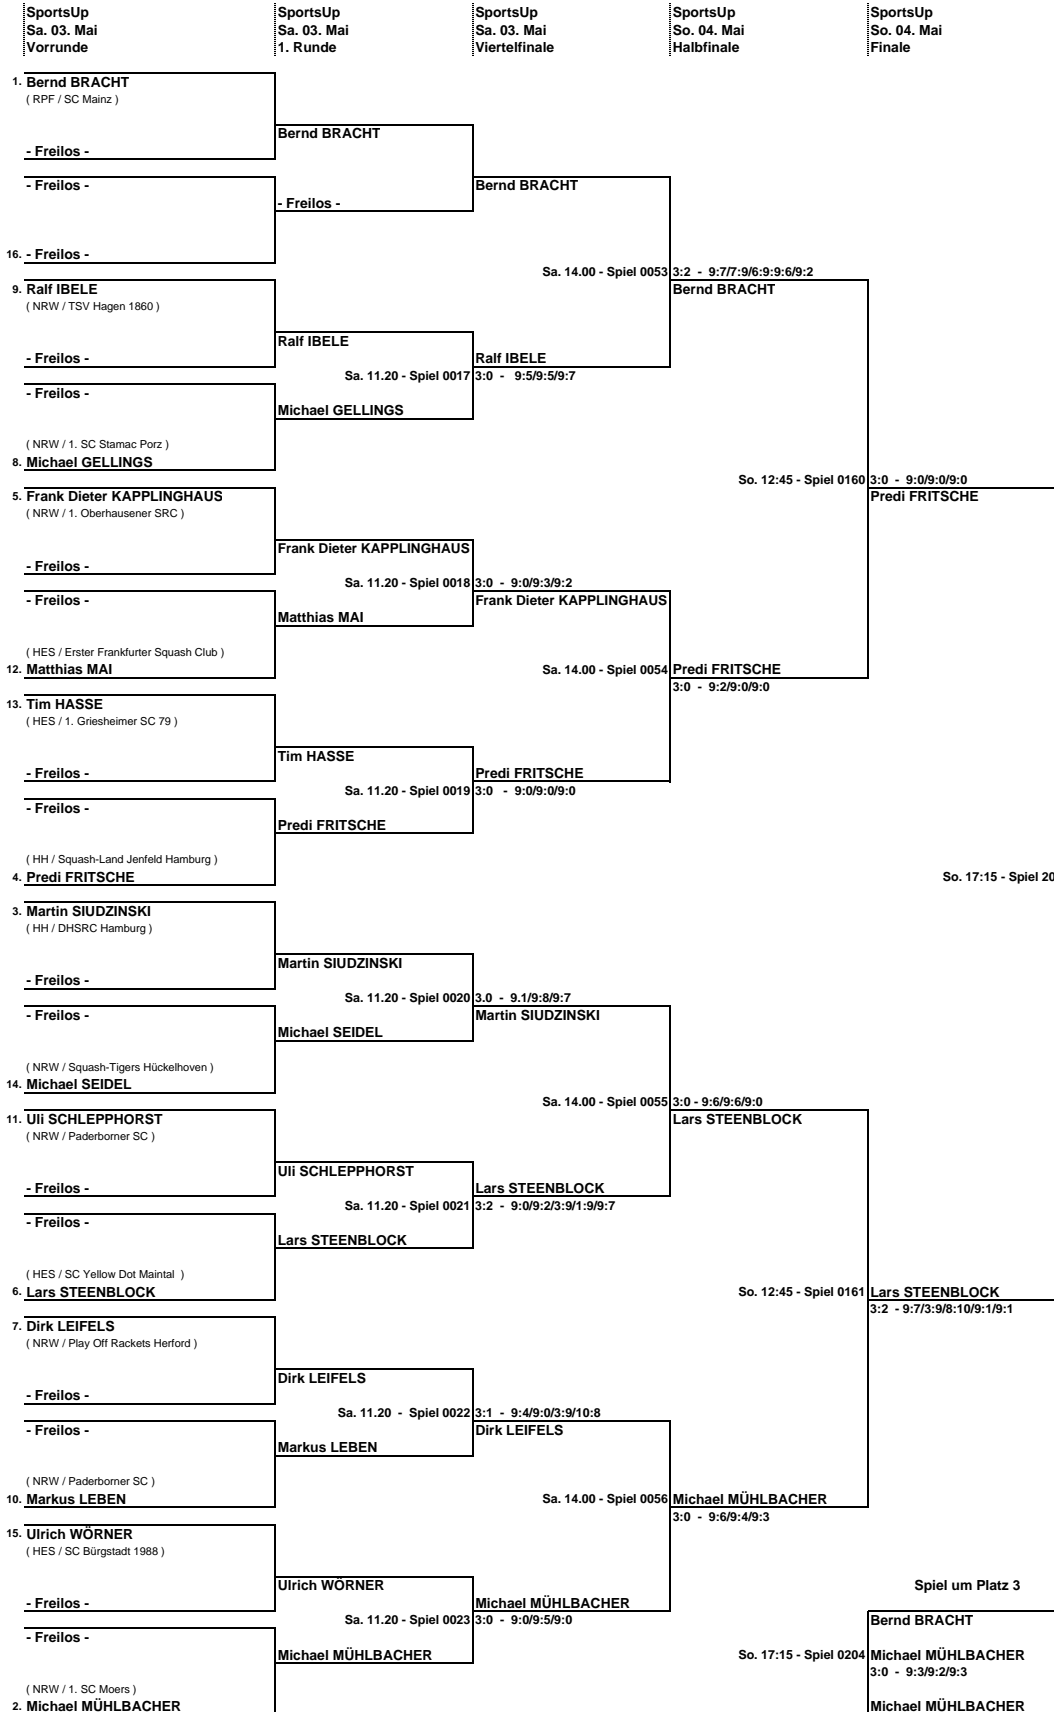 SportsUp
Sa. 03. Mai
Vorrunde
SportsUp
Sa. 03. Mai
1. Runde
SportsUp
Sa. 03. Mai
Viertelfinale
SportsUp
So. 04. Mai
Halbfinale
SportsUp
So. 04. Mai
Finale
1. Bernd BRACHT
( RPF / SC Mainz )
Bernd BRACHT
- Freilos -
- Freilos -
Bernd BRACHT
- Freilos -
16. - Freilos -
Sa. 14.00 - Spiel 0053 3:2 - 9:7/7:9/6:9:9:6/9:2
9. Ralf IBELE
Bernd BRACHT
( NRW / TSV Hagen 1860 )
Ralf IBELE
- Freilos -
Ralf IBELE
Sa. 11.20 - Spiel 0017 3:0 - 9:5/9:5/9:7
- Freilos -
Michael GELLINGS
( NRW / 1. SC Stamac Porz )
8. Michael GELLINGS
So. 12:45 - Spiel 0160 3:0 - 9:0/9:0/9:0
5. Frank Dieter KAPPLINGHAUS
Predi FRITSCHE
( NRW / 1. Oberhausener SRC )
Frank Dieter KAPPLINGHAUS
- Freilos -
Sa. 11.20 - Spiel 0018 3:0 - 9:0/9:3/9:2
- Freilos -
Frank Dieter KAPPLINGHAUS
Matthias MAI
( HES / Erster Frankfurter Squash Club )
12. Matthias MAI
Sa. 14.00 - Spiel 0054 Predi FRITSCHE
3:0 - 9:2/9:0/9:0
13. Tim HASSE
( HES / 1. Griesheimer SC 79 )
Tim HASSE
- Freilos -
Predi FRITSCHE
Sa. 11.20 - Spiel 0019 3:0 - 9:0/9:0/9:0
- Freilos -
Predi FRITSCHE
( HH / Squash-Land Jenfeld Hamburg )
4. Predi FRITSCHE
So. 17:15 - Spiel 20
3. Martin SIUDZINSKI
( HH / DHSRC Hamburg )
Martin SIUDZINSKI
- Freilos -
Sa. 11.20 - Spiel 0020 3.0 - 9.1/9:8/9:7
- Freilos -
Martin SIUDZINSKI
Michael SEIDEL
( NRW / Squash-Tigers Hückelhoven )
14. Michael SEIDEL
Sa. 14.00 - Spiel 0055 3:0 - 9:6/9:6/9:0
11. Uli SCHLEPPHORST
Lars STEENBLOCK
( NRW / Paderborner SC )
Uli SCHLEPPHORST
- Freilos -
Lars STEENBLOCK
Sa. 11.20 - Spiel 0021 3:2 - 9:0/9:2/3:9/1:9/9:7
- Freilos -
Lars STEENBLOCK
( HES / SC Yellow Dot Maintal )
6. Lars STEENBLOCK
So. 12:45 - Spiel 0161 Lars STEENBLOCK
3:2 - 9:7/3:9/8:10/9:1/9:1
7. Dirk LEIFELS
( NRW / Play Off Rackets Herford )
Dirk LEIFELS
- Freilos -
Sa. 11.20 - Spiel 0022 3:1 - 9:4/9:0/3:9/10:8
- Freilos -
Dirk LEIFELS
Markus LEBEN
( NRW / Paderborner SC )
10. Markus LEBEN
Sa. 14.00 - Spiel 0056 Michael MÜHLBACHER
3:0 - 9:6/9:4/9:3
15. Ulrich WÖRNER
( HES / SC Bürgstadt 1988 )
Ulrich WÖRNER
Spiel um Platz 3
- Freilos -
Michael MÜHLBACHER
Sa. 11.20 - Spiel 0023 3:0 - 9:0/9:5/9:0
Bernd BRACHT
- Freilos -
Michael MÜHLBACHER
So. 17:15 - Spiel 0204 Michael MÜHLBACHER
3:0 - 9:3/9:2/9:3
( NRW / 1. SC Moers )
2. Michael MÜHLBACHER
Michael MÜHLBACHER